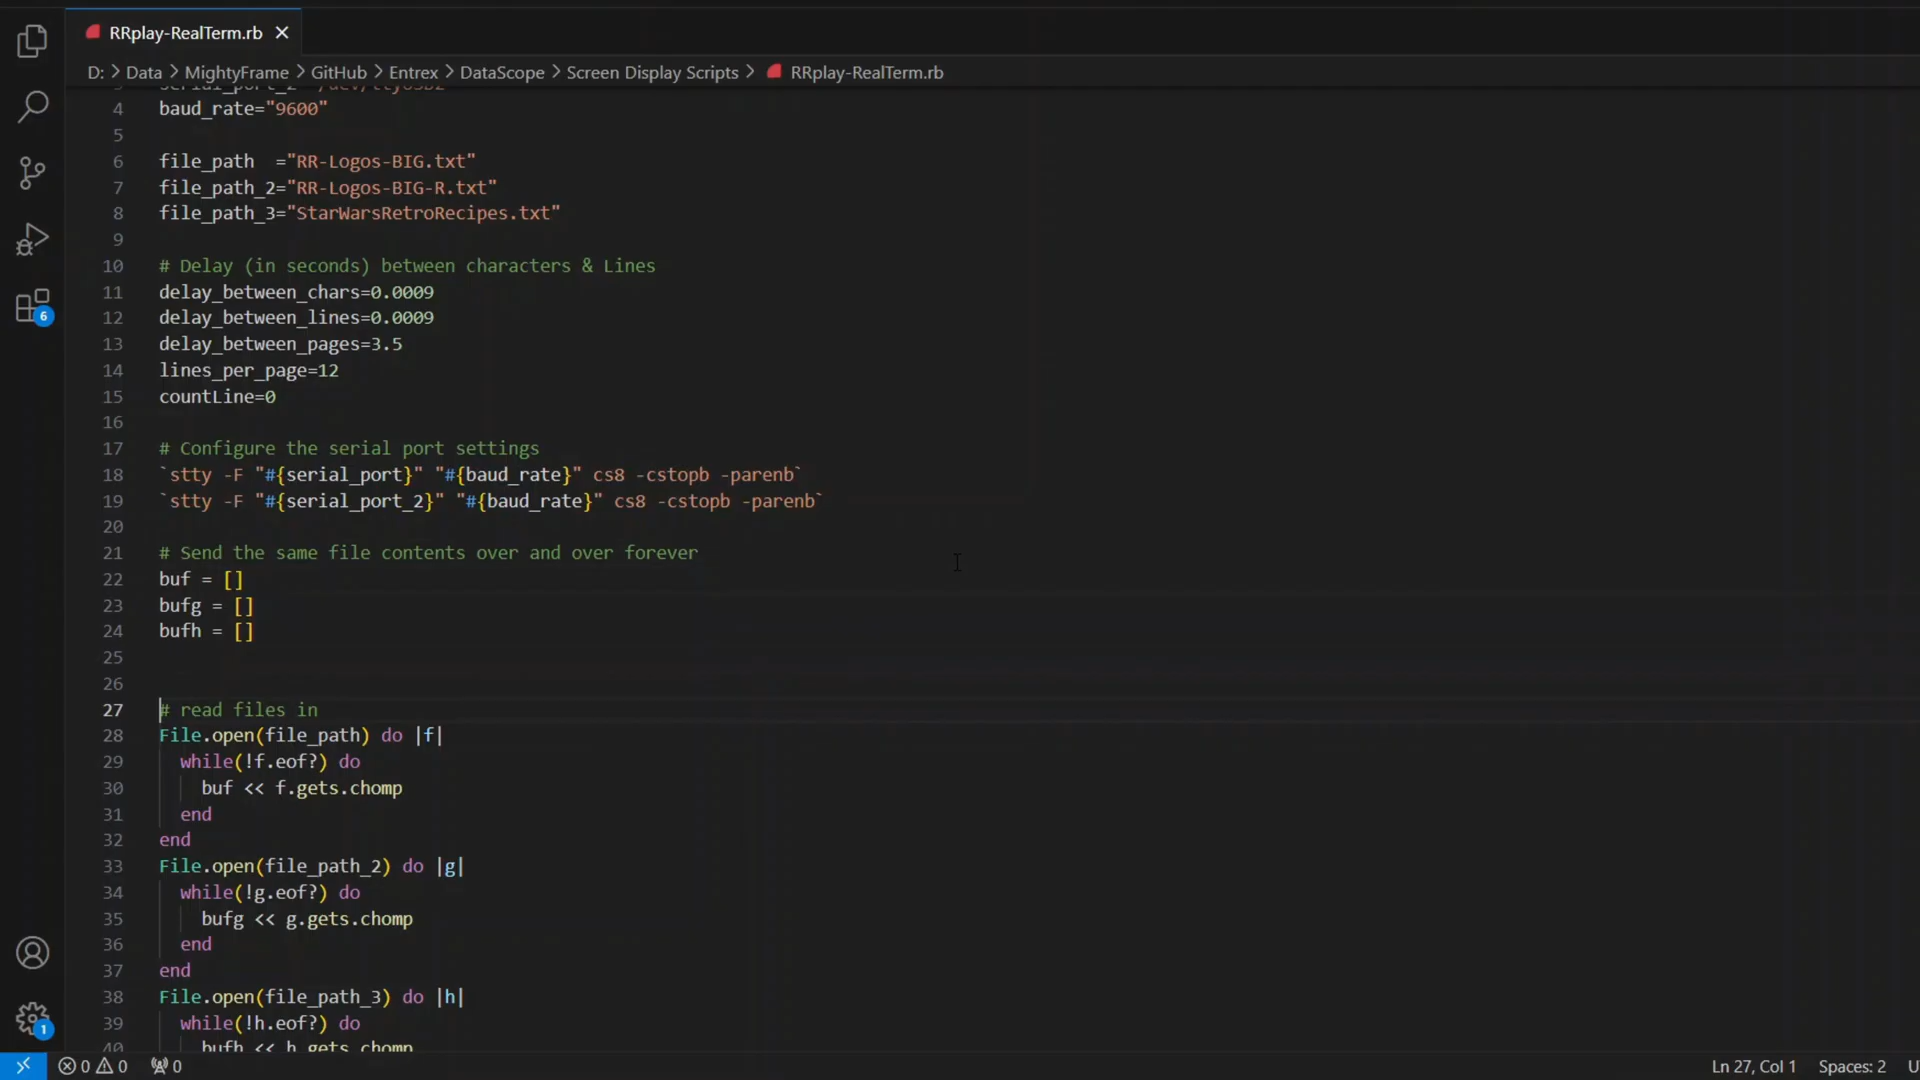 RRplay-RealTerm.rb
D: > Data > MightyFrame > GitHub > Entrex > DataScope > Screen Display Scripts > RRplay-RealTerm.rb
4 baud_rate="9600"
5
6 file_path  ="RR-Logos-BIG.txt"
7 file_path_2="RR-Logos-BIG-R.txt"
8 file_path_3="StarWarsRetroRecipes.txt"
9
10 # Delay (in seconds) between characters & Lines
11 delay_between_chars=0.0009
12 delay_between_lines=0.0009
13 delay_between_pages=3.5
14 lines_per_page=12
15 countLine=0
16
17 # Configure the serial port settings
18 `stty -F "#{serial_port}" "#{baud_rate}" cs8 -cstopb -parenb`
19 `stty -F "#{serial_port_2}" "#{baud_rate}" cs8 -cstopb -parenb`
20
21 # Send the same file contents over and over forever
22 buf = []
23 bufg = []
24 bufh = []
25
26
27 # read files in
28 File.open(file_path) do |f|
29   while(!f.eof?) do
30     buf << f.gets.chomp
31   end
32 end
33 File.open(file_path_2) do |g|
34   while(!g.eof?) do
35     bufg << g.gets.chomp
36   end
37 end
38 File.open(file_path_3) do |h|
39   while(!h.eof?) do
40     bufh << h.gets.chomp
6
1
0 0 0
Ln 27, Col 1 Spaces: 2